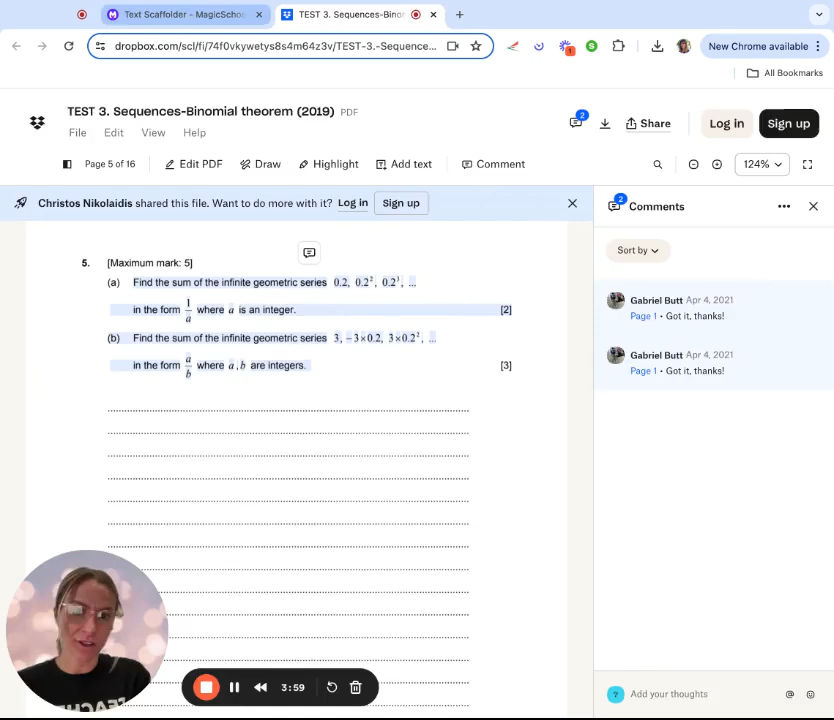 Text Scaffolder - MagicSchoo
TEST 3. Sequences-Binor
dropbox.com/scl/fi/74f0vkywetys8s4m64z3v/TEST-3.-Sequence...
1
S
New Chrome available
All Bookmarks
TEST 3. Sequences-Binomial theorem (2019) PDF
File Edit View Help
2
Share
Log in
Sign up
Page 5 of 16
Edit PDF
Draw
Highlight
Add text
Comment
124%
Christos Nikolaidis shared this file. Want to do more with it? Log in Sign up
2
Comments
Sort by
Gabriel Butt Apr 4, 2021
Page 1 • Got it, thanks!
Gabriel Butt Apr 4, 2021
Page 1 • Got it, thanks!
5. [Maximum mark: 5]
(a) Find the sum of the infinite geometric series 0.2, 0.2², 0.2³, ...
in the form 1/a where a is an integer. [2]
(b) Find the sum of the infinite geometric series 3, −3×0.2, 3×0.2², ...
in the form a/b where a, b are integers. [3]
3:59
? Add your thoughts